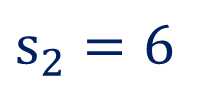 s₂ = 6